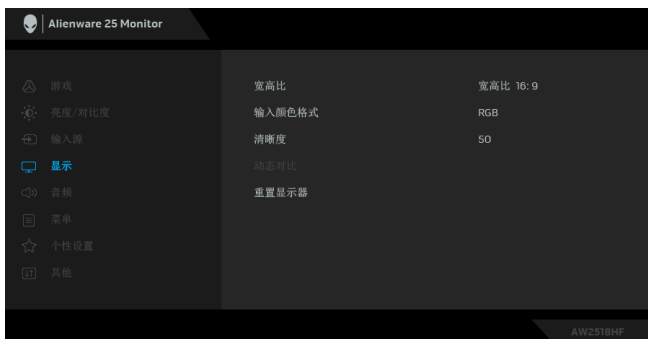 Alienware 25 Monitor
游戏
宽高比 宽高比 16:9
亮度/对比度
输入颜色格式 RGB
输入源
清晰度 50
显示
动态对比
音频
重置显示器
菜单
个性设置
其他
AW2518HF